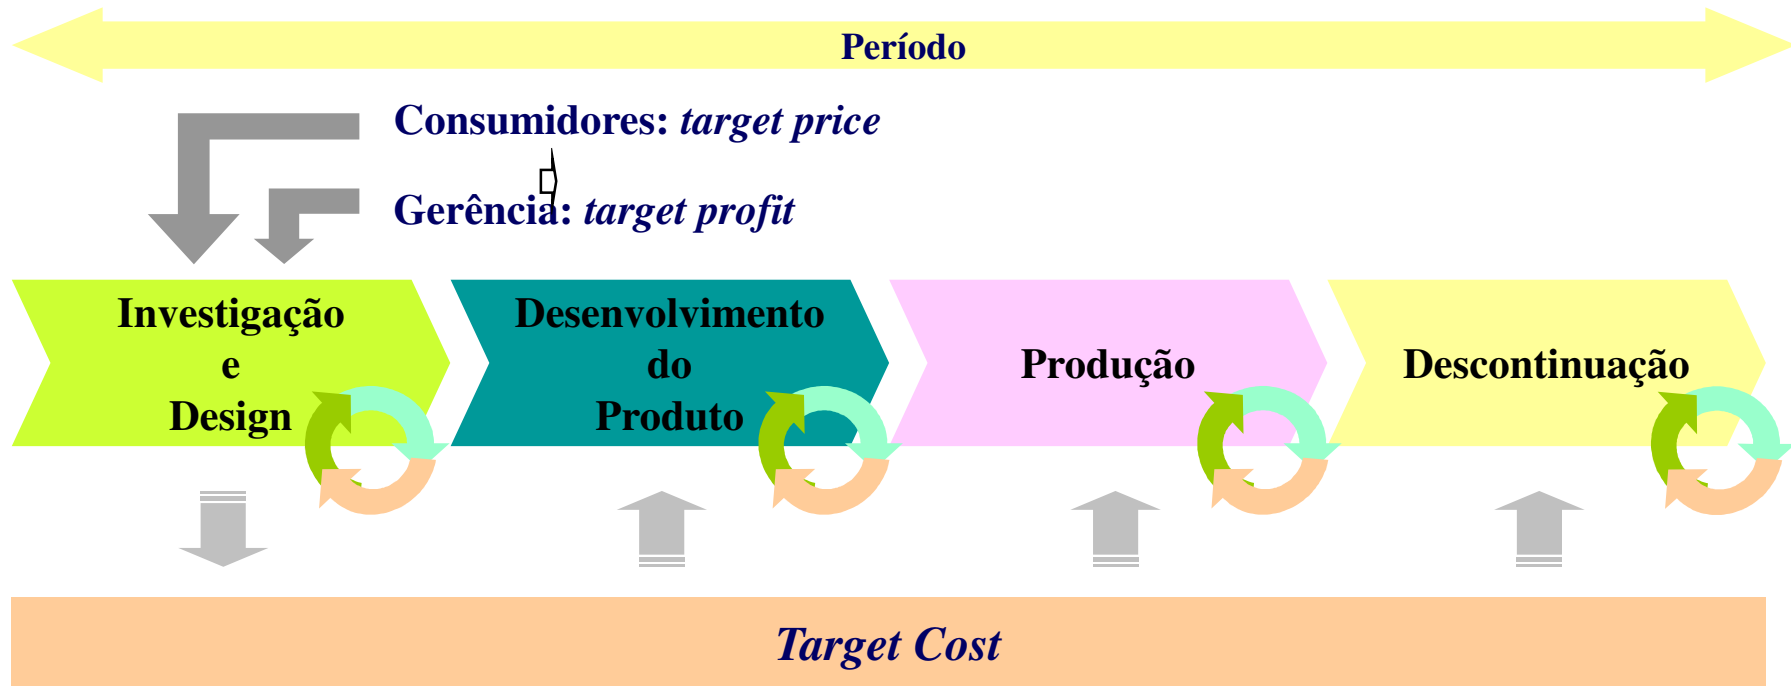 Período
Consumidores: target price
Gerência: target profit
Investigação
e
Design
Desenvolvimento
do
Produto
Produção
Descontinuação
Target Cost